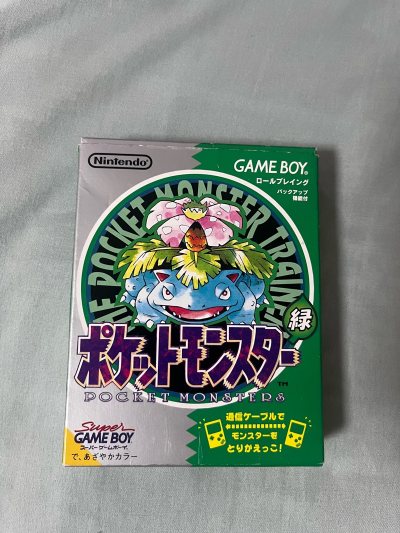 Nintendo
GAME BOY
ロールプレイング
バックアップ
機能付
THE POCKET MONSTER TRAINER
緑
ポケットモンスター
TM
POCKET MONSTERS
通信ケーブルで
モンスターを
とりかえっこ!
Super
GAME BOY
スーパーゲームボーイ
で、あざやかカラー